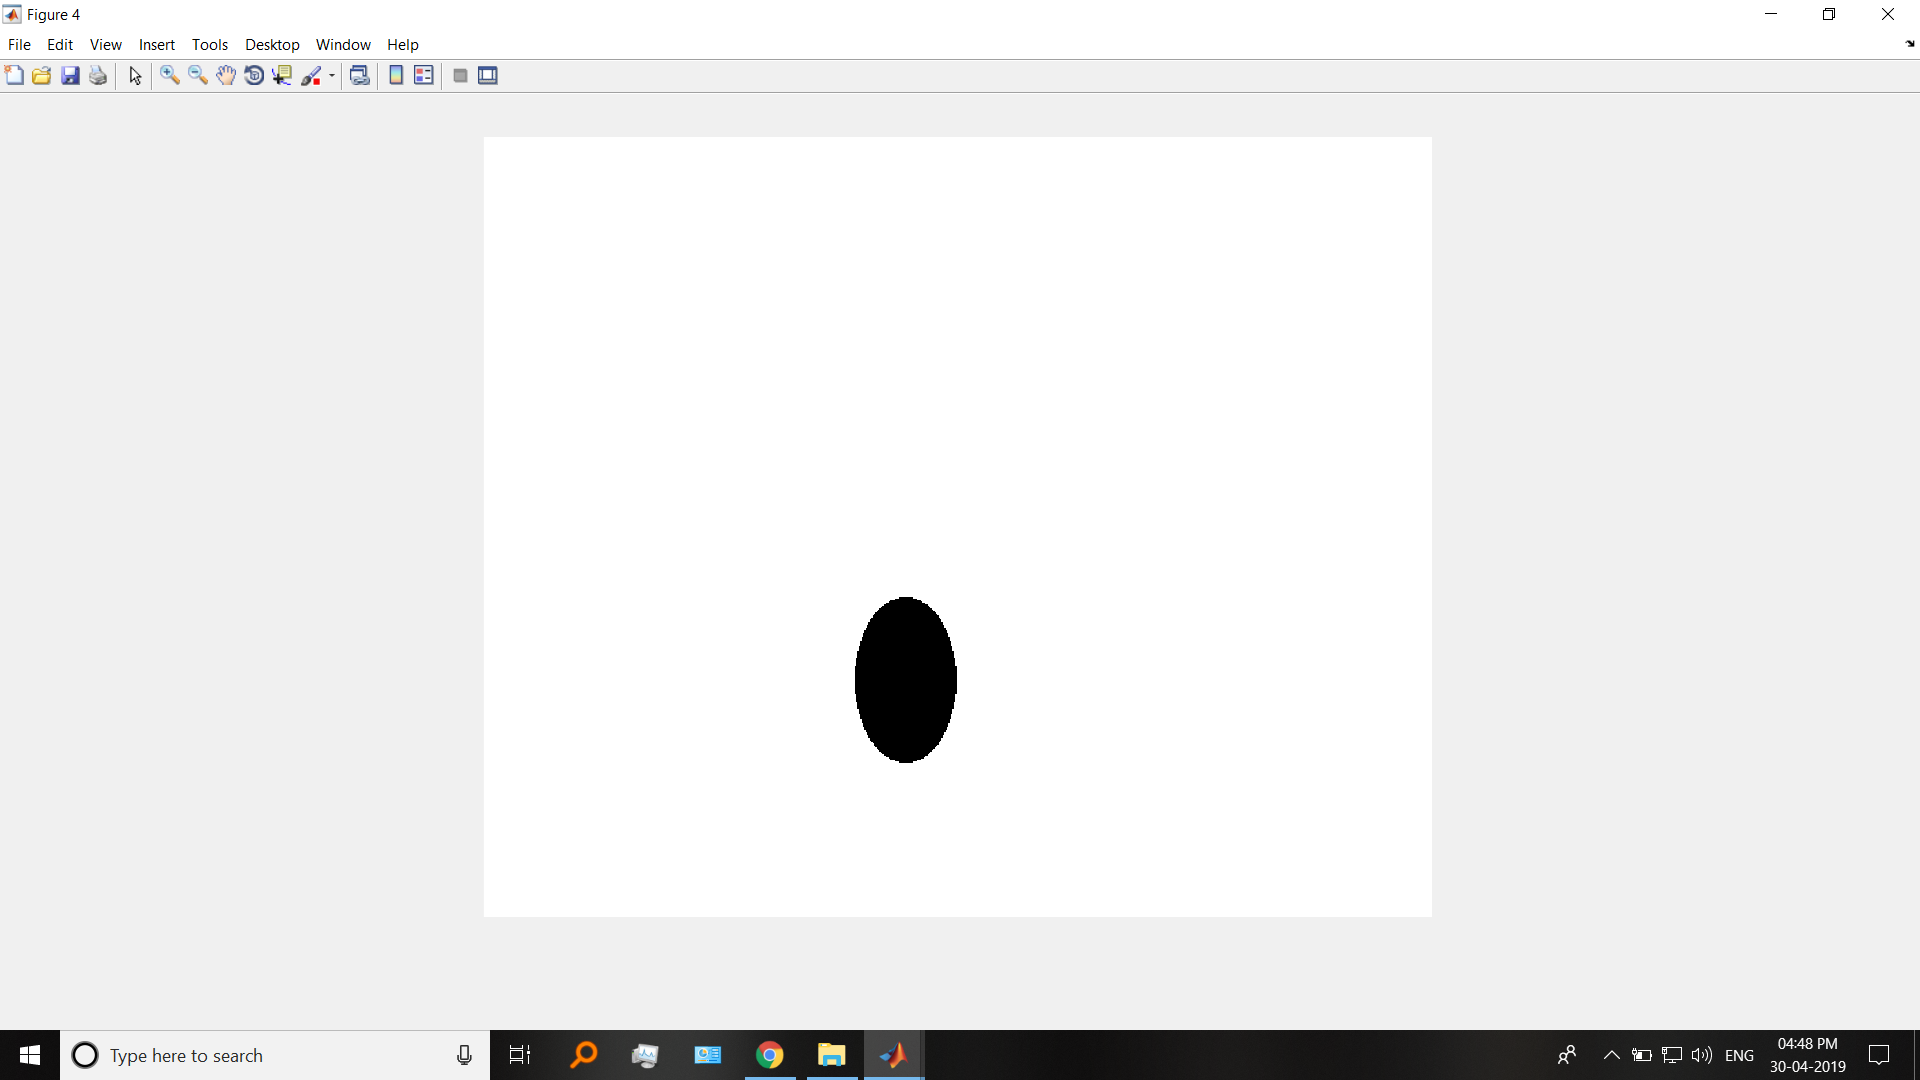 Figure 4
File Edit View Insert Tools Desktop Window Help
Type here to search
ENG
04:48 PM
30-04-2019